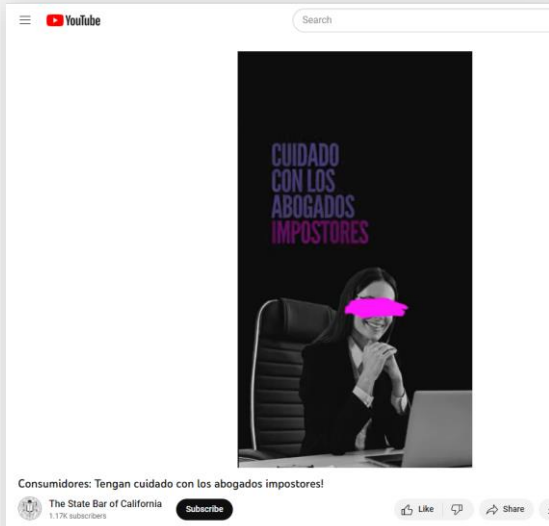 YouTube
Search
CUIDADO
CON LOS
ABOGADOS
IMPOSTORES
Consumidores: Tengan cuidado con los abogados impostores!
The State Bar of California
1.17K subscribers
Subscribe
Like
Share